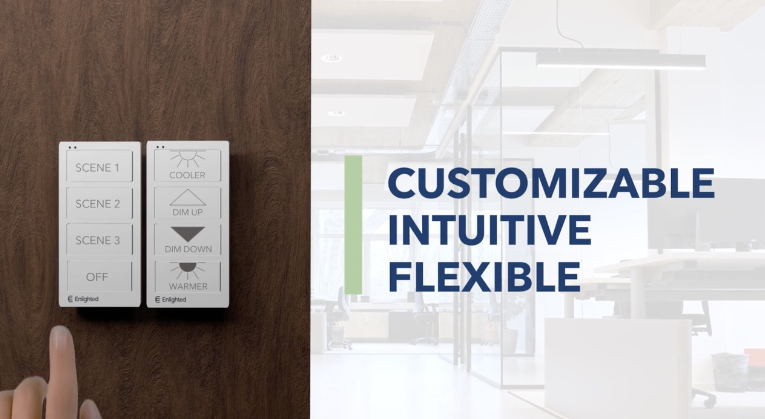 SCENE 1
SCENE 2
SCENE 3
OFF
Enlighted
COOLER
DIM UP
DIM DOWN
WARMER
Enlighted
CUSTOMIZABLE
INTUITIVE
FLEXIBLE